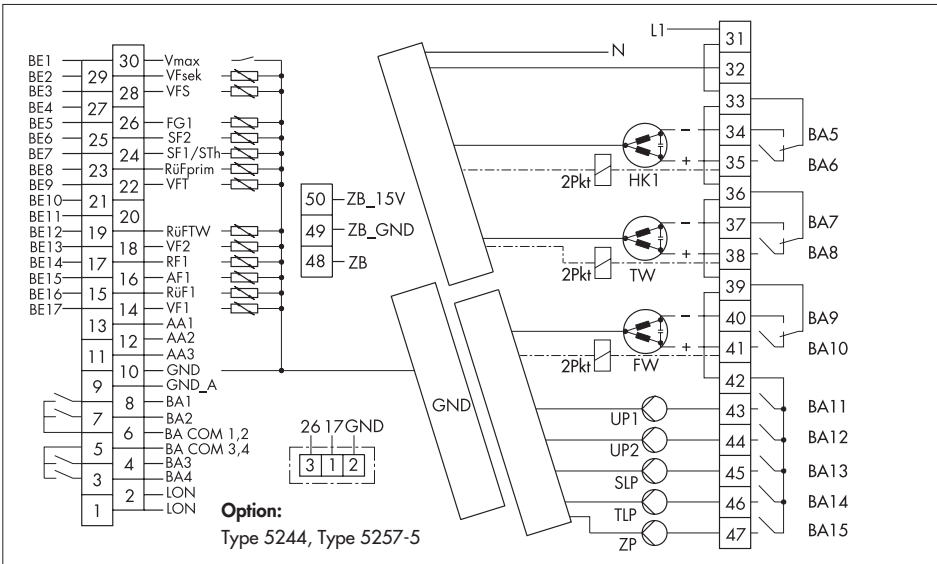 BE1
BE2
BE3
BE4
BE5
BE6
BE7
BE8
BE9
BE10
BE11
BE12
BE13
BE14
BE15
BE16
BE17
30
29
28
27
26
25
24
23
22
21
20
19
18
17
16
15
14
13
12
11
10
9
8
7
6
5
4
3
2
1
Vmax
VFsek
VFS
FG1
SF2
SF1/STh
RüFprim
VFT
RüFTW
VF2
RF1
AF1
RüF1
VF1
AA1
AA2
AA3
GND
GND_A
BA1
BA2
BA COM 1,2
BA COM 3,4
BA3
BA4
LON
LON
50 ZB_15V
49 ZB_GND
48 ZB
26 17 GND
3 1 2
Option:
Type 5244, Type 5257-5
GND
L1
N
2Pkt
HK1
- +
2Pkt
TW
- +
2Pkt
FW
- +
UP1
UP2
SLP
TLP
ZP
31
32
33
34
35
36
37
38
39
40
41
42
43
44
45
46
47
BA5
BA6
BA7
BA8
BA9
BA10
BA11
BA12
BA13
BA14
BA15